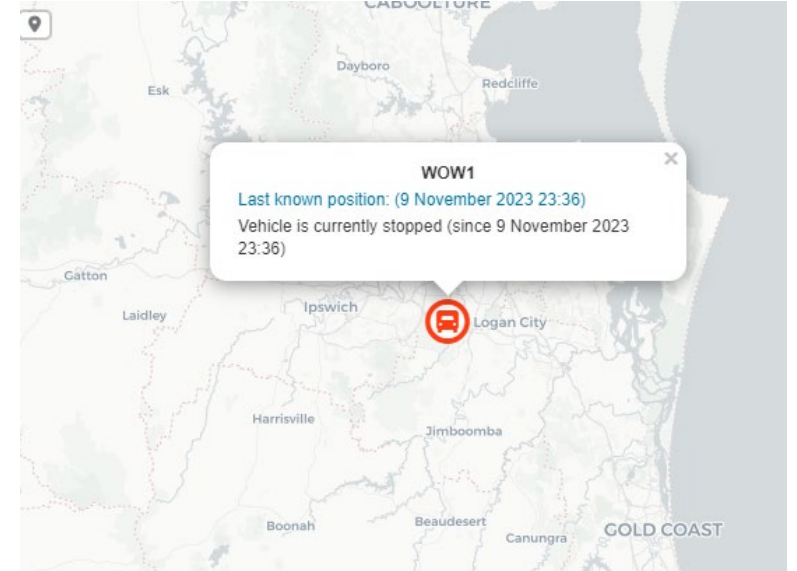 CABOOLTURE
Dayboro
Esk
Redcliffe
WOW1
×
Last known position: (9 November 2023 23:36)
Vehicle is currently stopped (since 9 November 2023
23:36)
Gatton
Laidley
Ipswich
Logan City
Harrisville
Jimboomba
Boonah
Beaudesert
Canungra
GOLD COAST